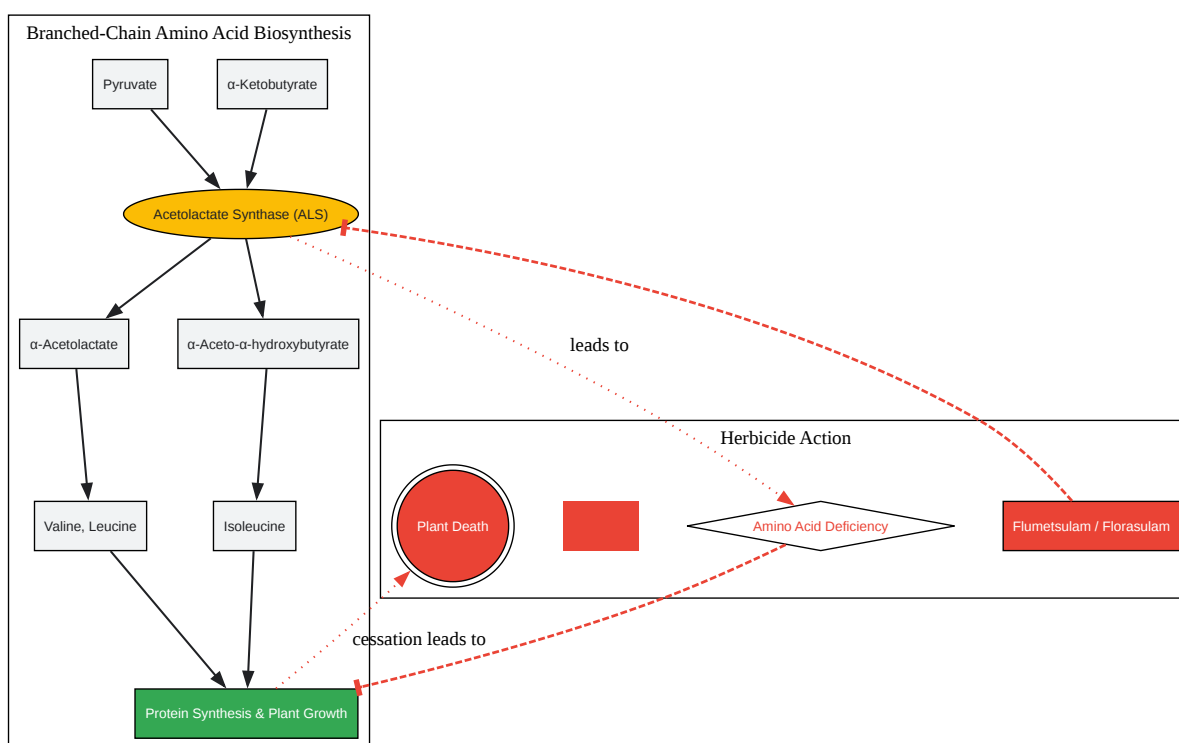 Branched-Chain Amino Acid Biosynthesis
Pyruvate
α-Ketobutyrate
Acetolactate Synthase (ALS)
α-Acetolactate
α-Aceto-α-hydroxybutyrate
leads to
Herbicide Action
Valine, Leucine
Isoleucine
Plant Death
Amino Acid Deficiency
Flumetsulam / Florasulam
cessation leads to
Protein Synthesis & Plant Growth